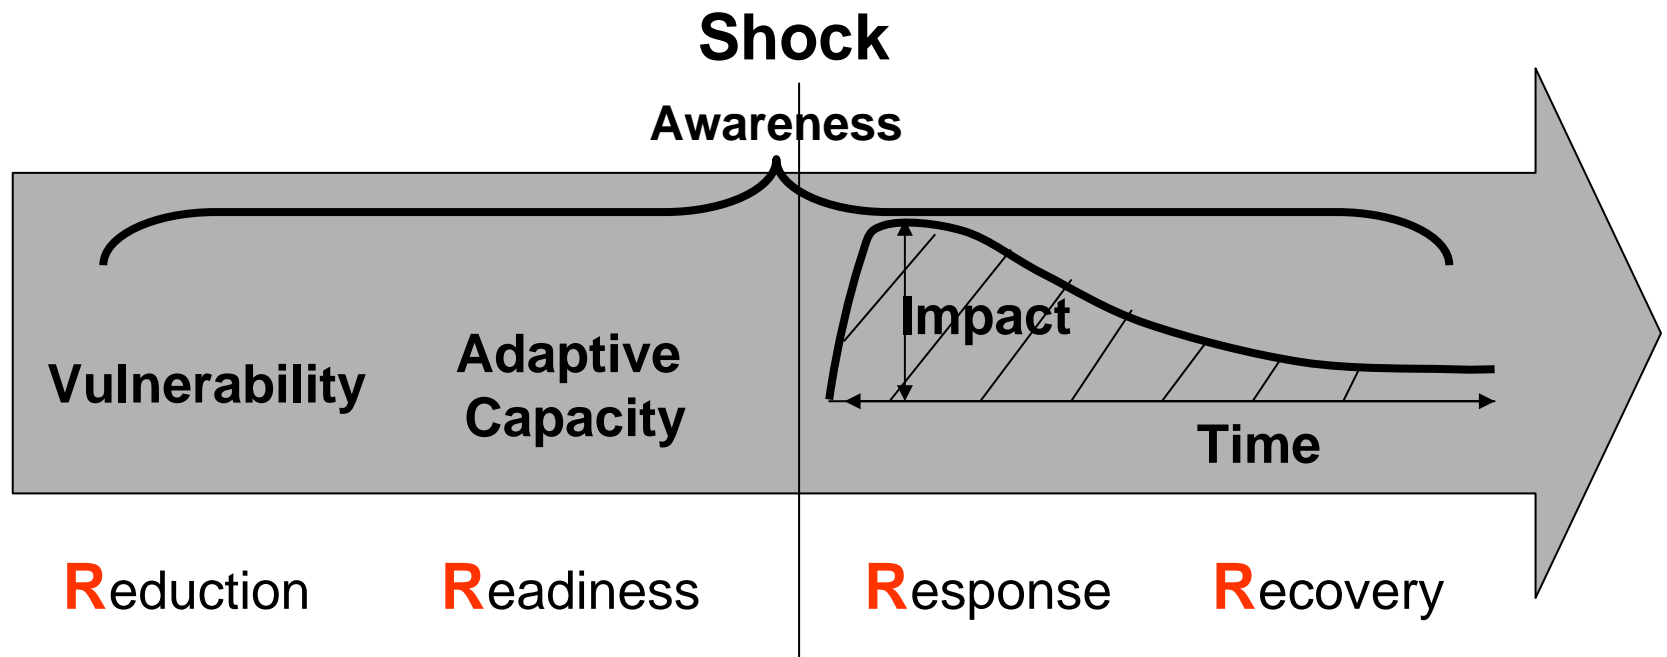 Shock
Awareness
Impact
Adaptive
Capacity
Vulnerability
Time
Reduction
Readiness
Response
Recovery